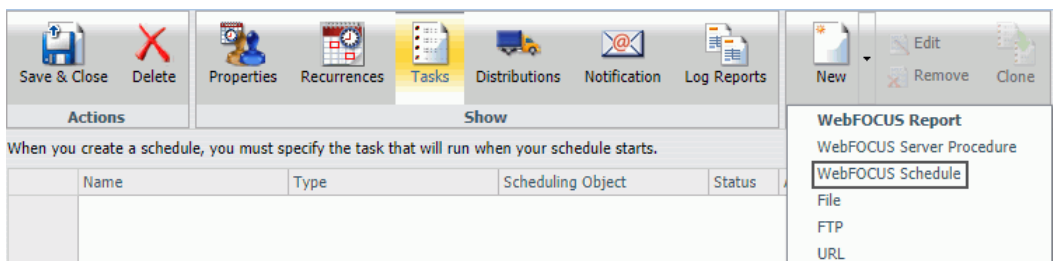 Save & Close Delete Properties Recurrences Tasks Distributions Notification Log Reports New Edit Remove Clone
Actions Show
When you create a schedule, you must specify the task that will run when your schedule starts.
Name Type Scheduling Object Status
WebFOCUS Report
WebFOCUS Server Procedure
WebFOCUS Schedule
File
FTP
URL